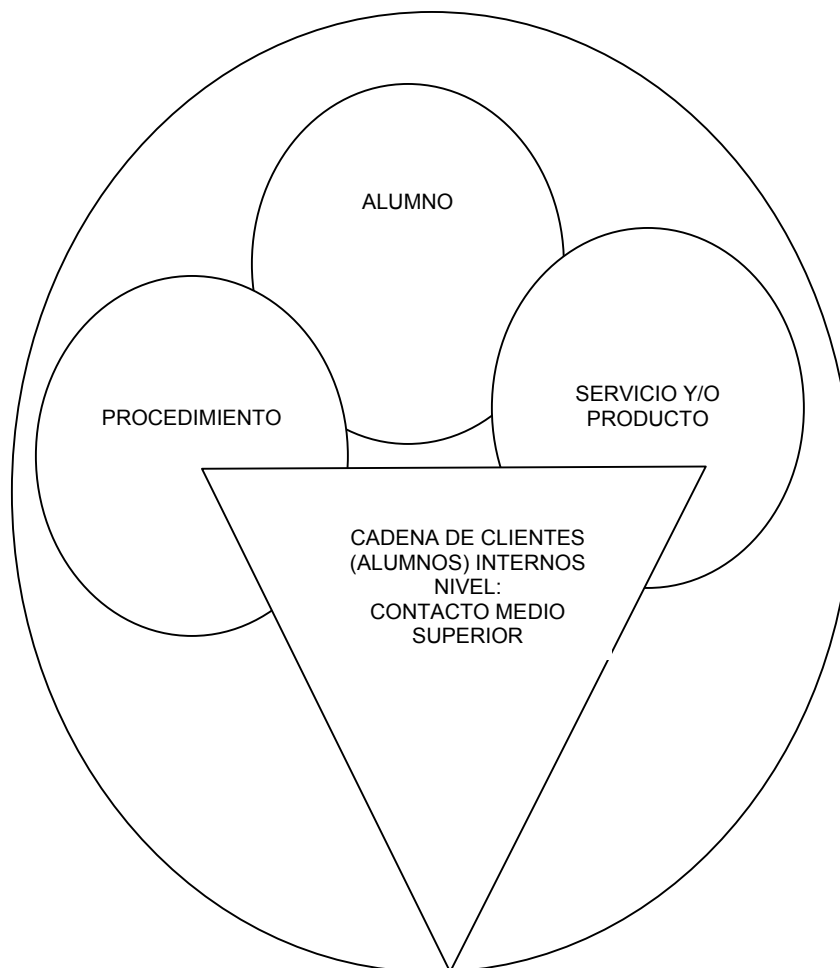 ALUMNO
PROCEDIMIENTO
SERVICIO Y/O
PRODUCTO
CADENA DE CLIENTES
(ALUMNOS) INTERNOS
NIVEL:
CONTACTO MEDIO
SUPERIOR